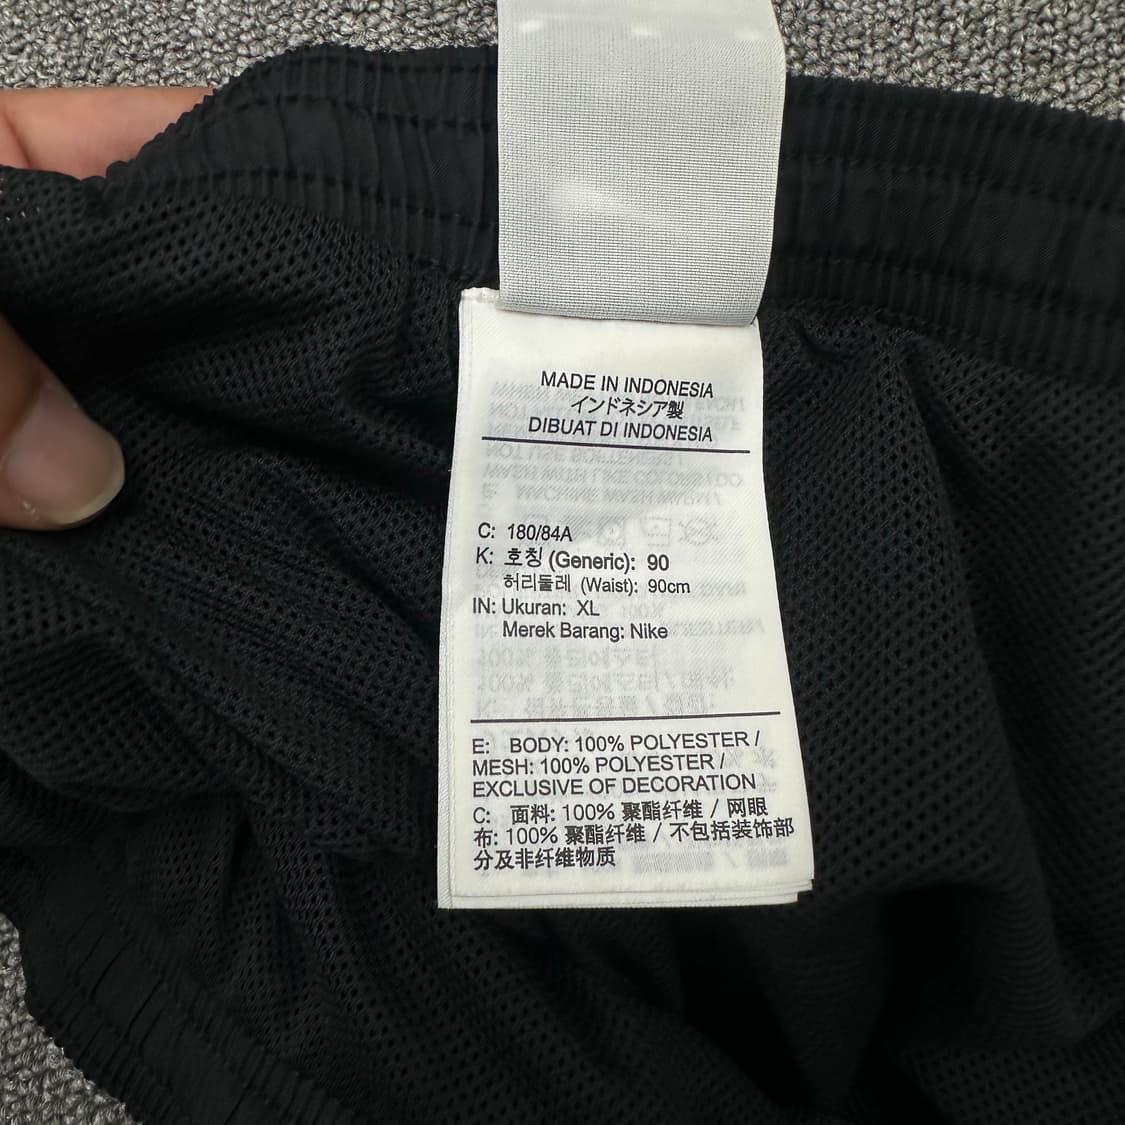 MADE IN INDONESIA
インドネシア製
DIBUAT DI INDONESIA
C: 180/84A
K: 호칭 (Generic): 90
허리둘레 (Waist): 90cm
IN: Ukuran: XL
Merek Barang: Nike
E: BODY: 100% POLYESTER /
MESH: 100% POLYESTER /
EXCLUSIVE OF DECORATION
C: 面料: 100% 聚酯纤维 / 网眼
布: 100% 聚酯纤维 / 不包括装饰部
分及非纤维物质